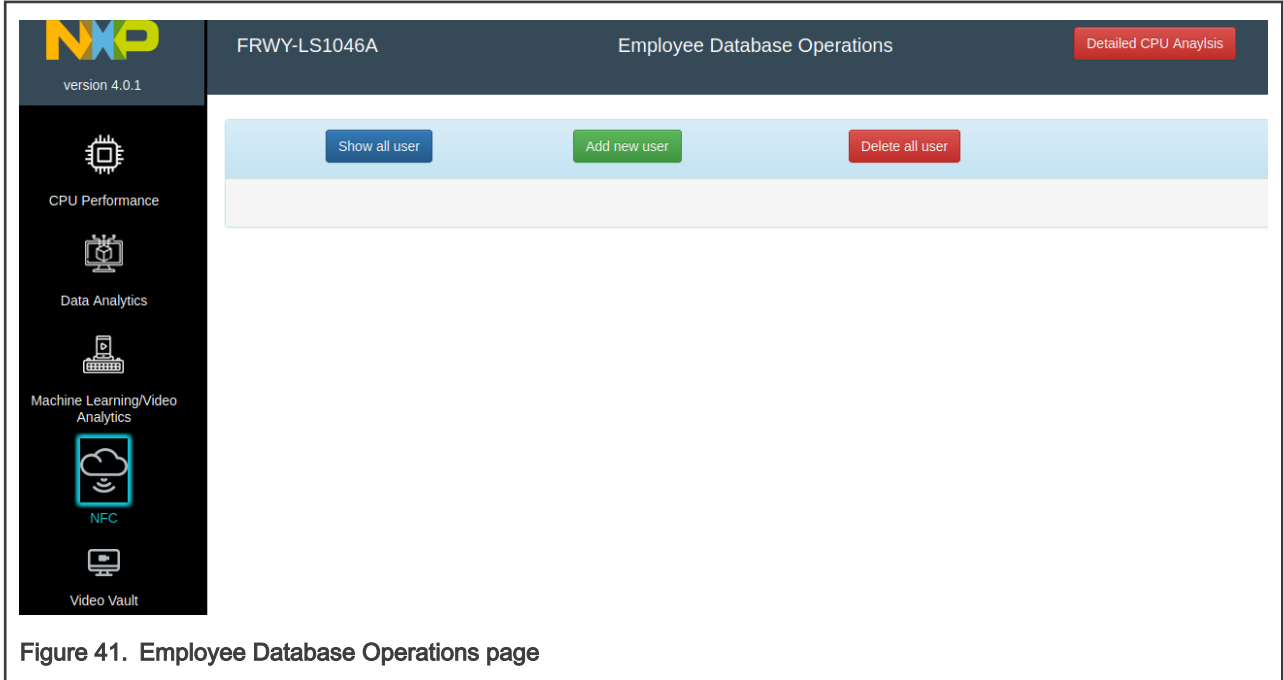 NXP
version 4.0.1
FRWY-LS1046A
Employee Database Operations
Detailed CPU Anaylsis
CPU Performance
Data Analytics
Machine Learning/Video
Analytics
NFC
Video Vault
Show all user
Add new user
Delete all user
Figure 41. Employee Database Operations page